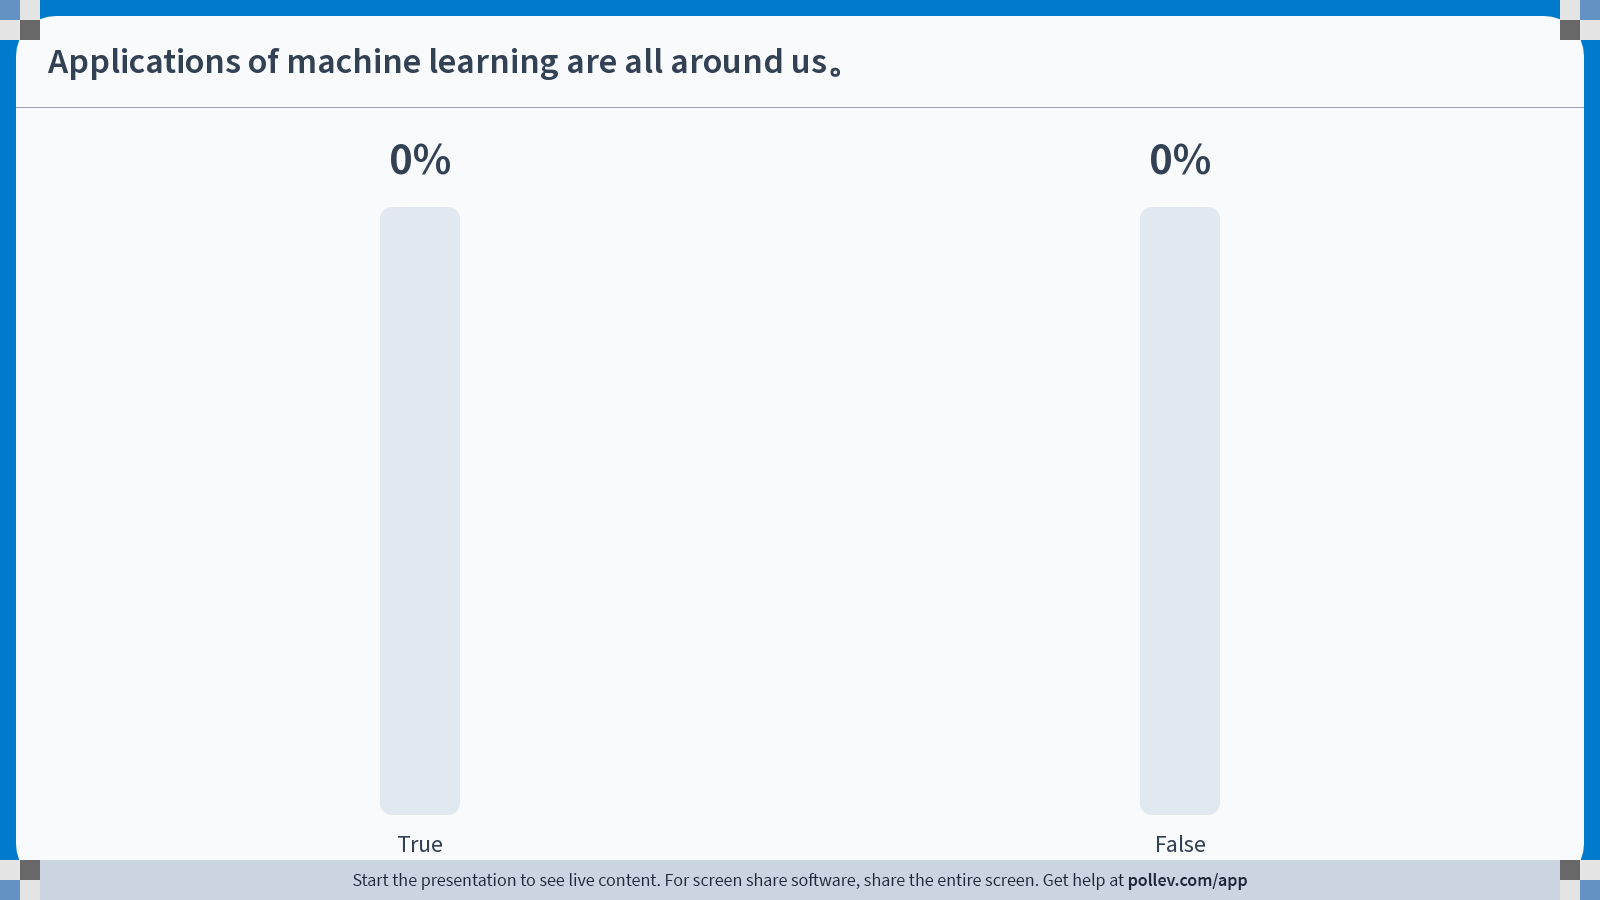 Applications of machine learning are all around us。
0%
0%
True
False
Start the presentation to see live content. For screen share software, share the entire screen. Get help at pollev.com/app